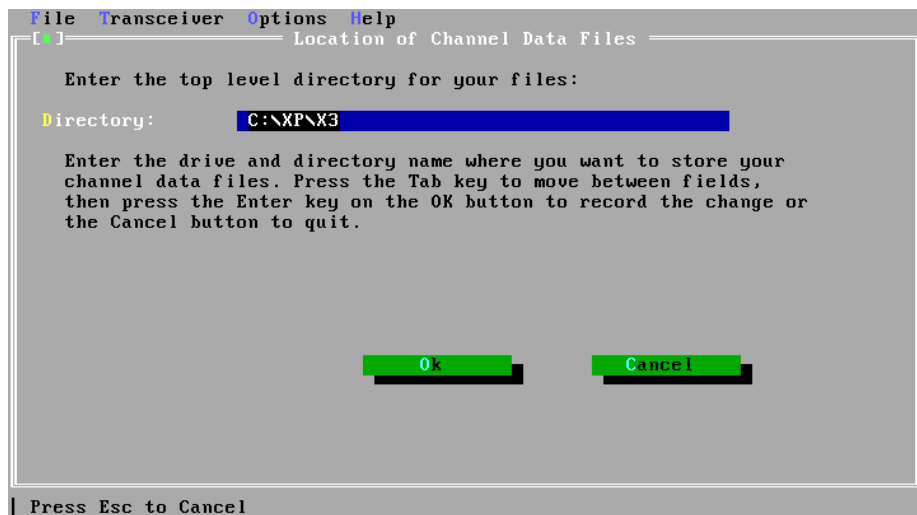 File Transceiver Options Help
[■] Location of Channel Data Files
Enter the top level directory for your files:
Directory: C:\XP\X3
Enter the drive and directory name where you want to store your
channel data files. Press the Tab key to move between fields,
then press the Enter key on the OK button to record the change or
the Cancel button to quit.
Ok Cancel
Press Esc to Cancel